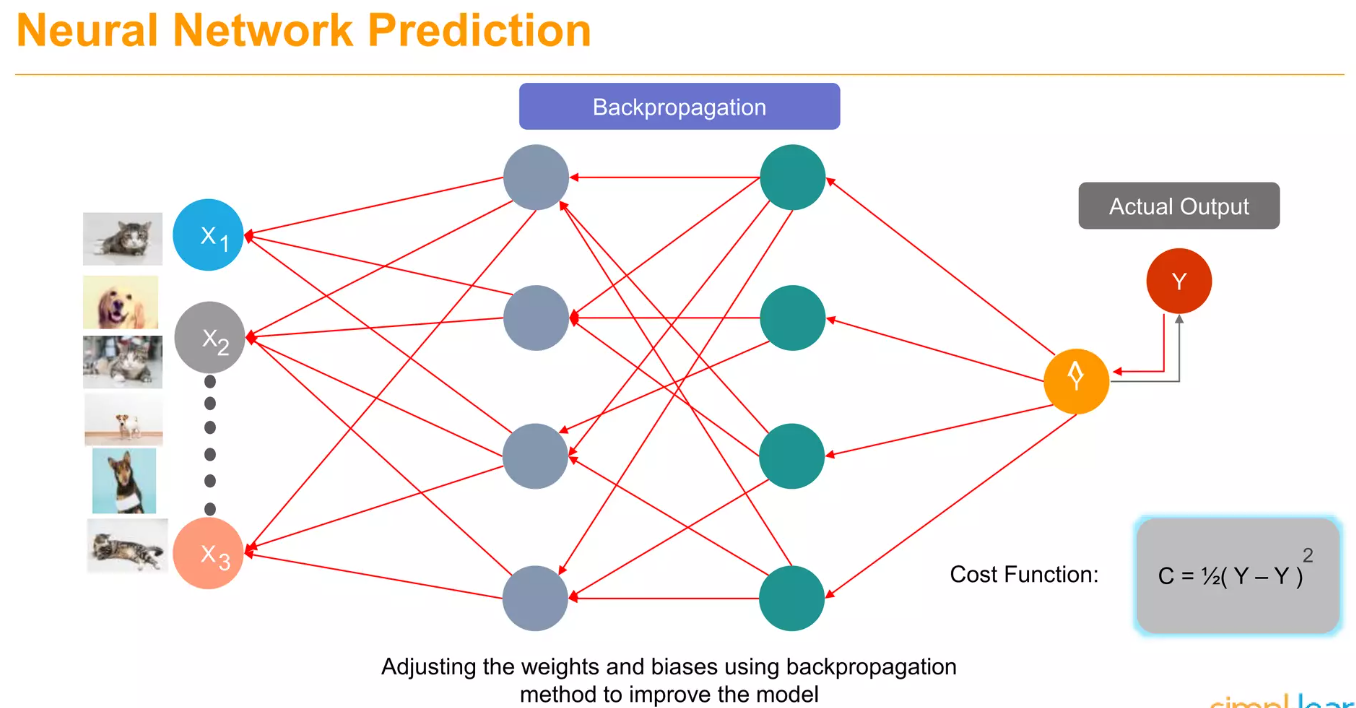 Neural Network Prediction
Backpropagation
Actual Output
X1
X2
X3
Y
Ŷ
Cost Function:
C = ½( Y – Y )²
Adjusting the weights and biases using backpropagation
method to improve the model